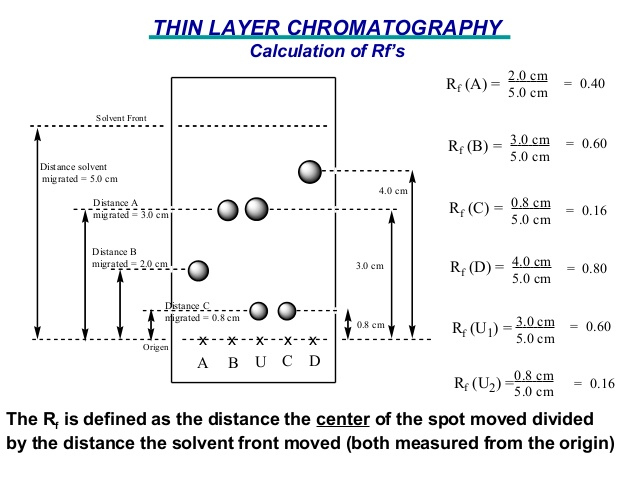 THIN LAYER CHROMATOGRAPHY
Calculation of Rf's
Solvent Front
Distance solvent
migrated = 5.0 cm
Distance A
migrated = 3.0 cm
Distance B
migrated = 2.0 cm
Distance C
migrated = 0.8 cm
Origen
4.0 cm
3.0 cm
0.8 cm
x x x x x
A B U C D
Rf (A) = 2.0 cm / 5.0 cm = 0.40
Rf (B) = 3.0 cm / 5.0 cm = 0.60
Rf (C) = 0.8 cm / 5.0 cm = 0.16
Rf (D) = 4.0 cm / 5.0 cm = 0.80
Rf (U1) = 3.0 cm / 5.0 cm = 0.60
Rf (U2) = 0.8 cm / 5.0 cm = 0.16
The Rf is defined as the distance the center of the spot moved divided
by the distance the solvent front moved (both measured from the origin)